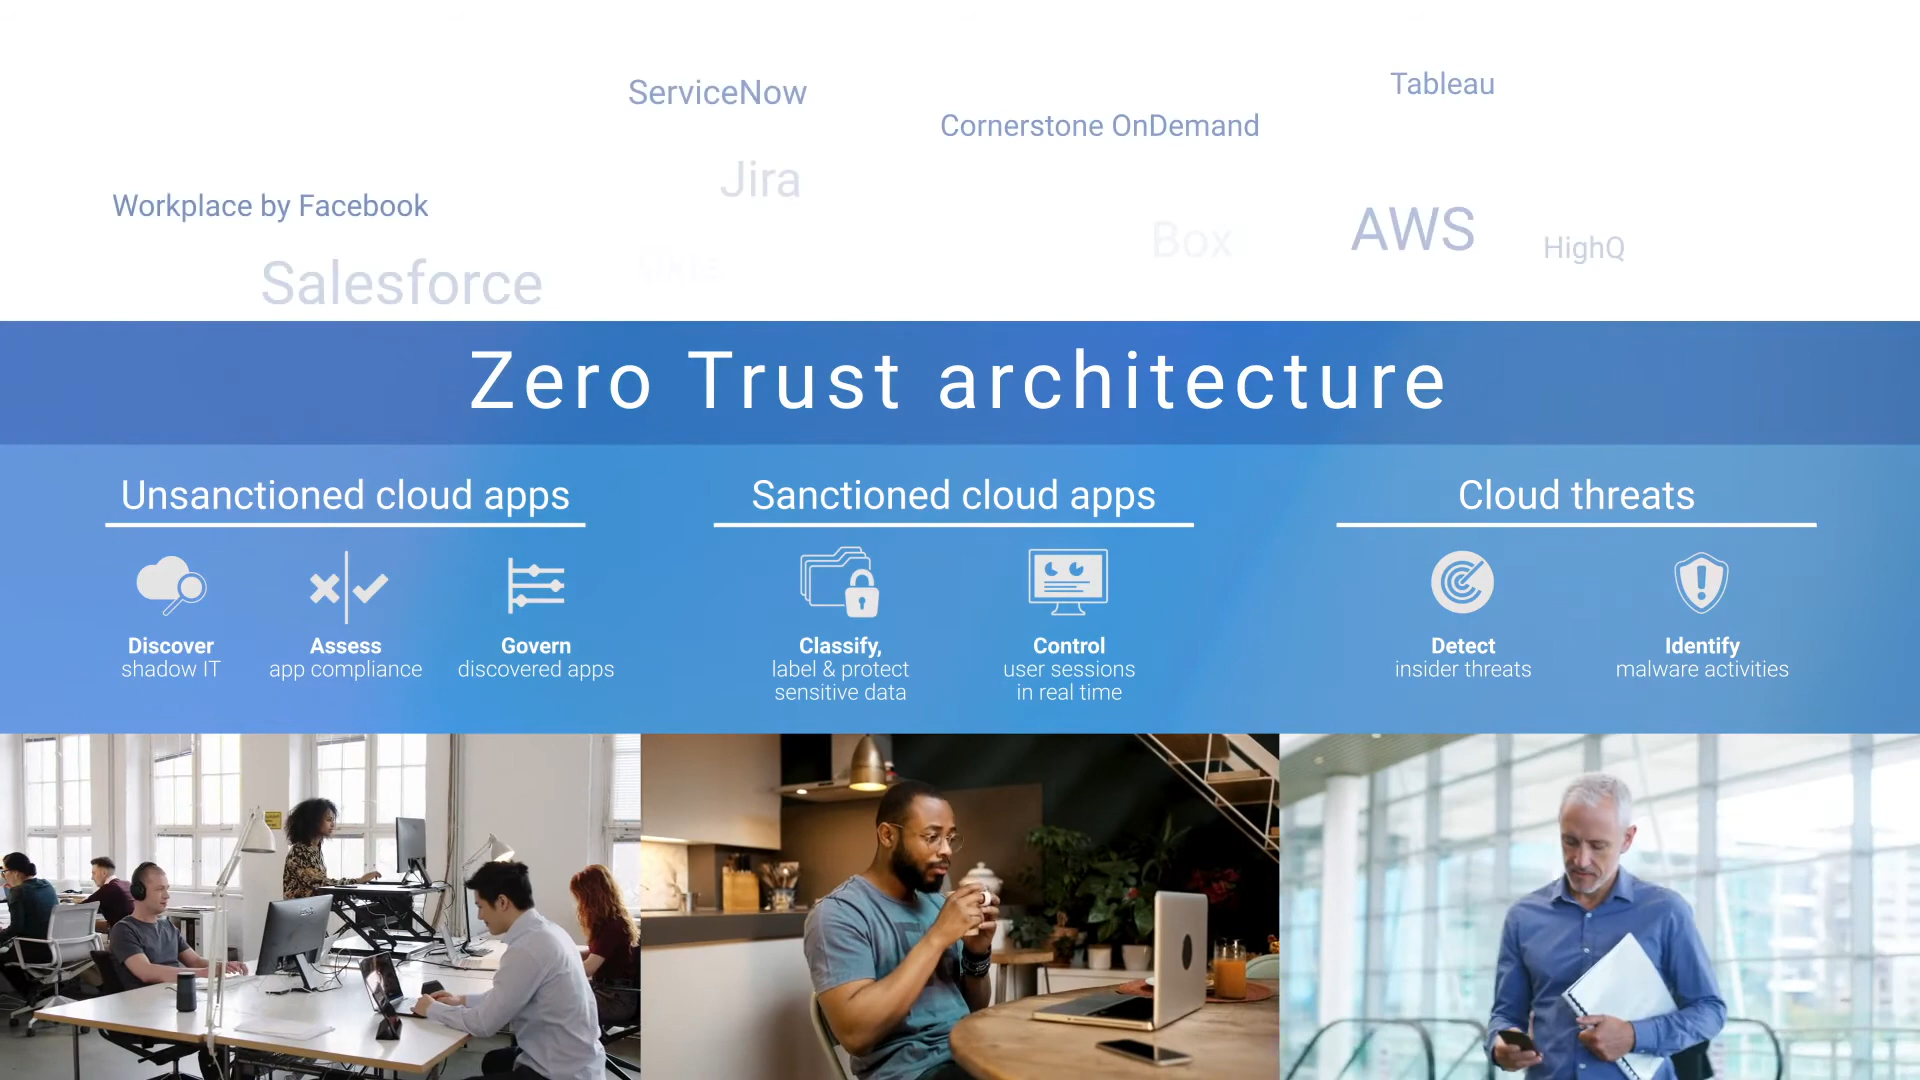 Tableau
ServiceNow
Cornerstone OnDemand
Jira
Workplace by Facebook
AWS
Box
HighQ
Salesforce
Zero Trust architecture
Unsanctioned cloud apps
Discover
shadow IT
Assess
app compliance
Govern
discovered apps
Sanctioned cloud apps
Classify,
label & protect
sensitive data
Control
user sessions
in real time
Cloud threats
Detect
insider threats
Identify
malware activities